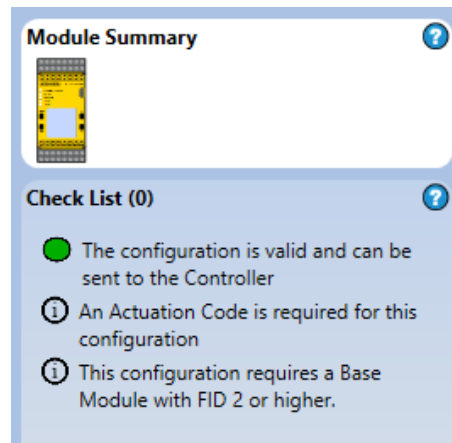 Module Summary
Check List (0)
The configuration is valid and can be
sent to the Controller
An Actuation Code is required for this
configuration
This configuration requires a Base
Module with FID 2 or higher.